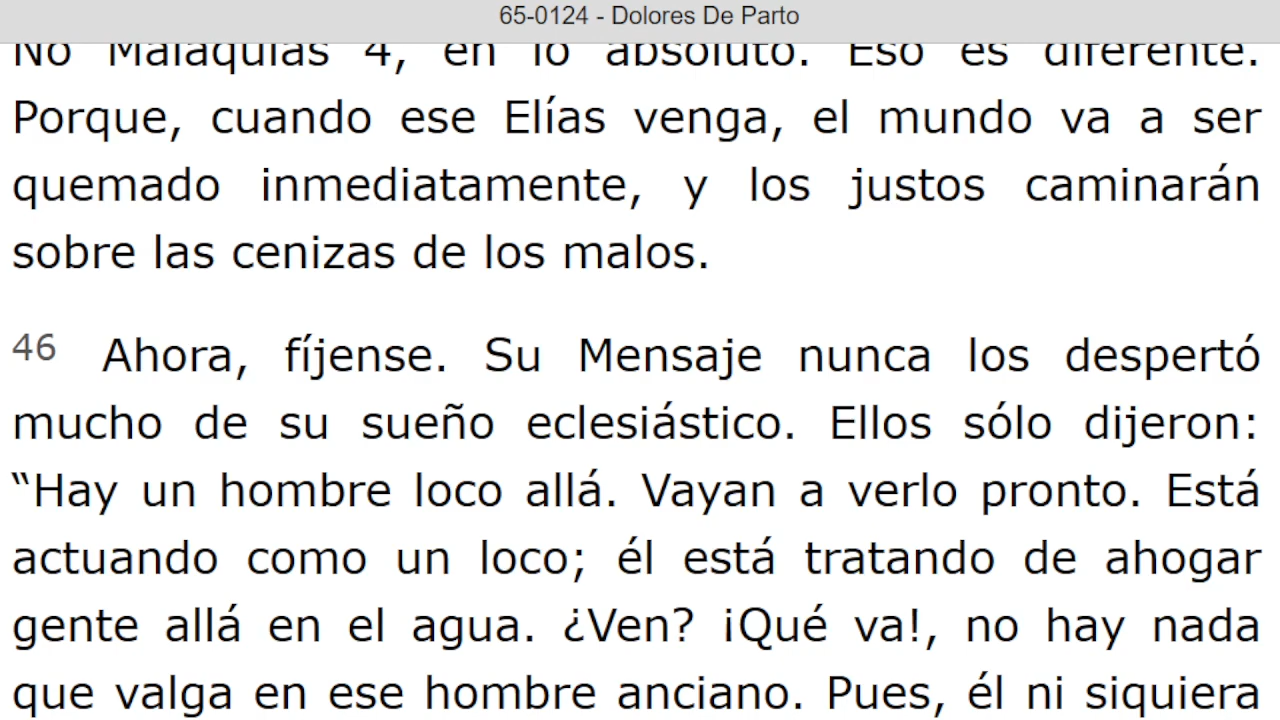 65-0124 - Dolores De Parto
No Malaquías 4, en lo absoluto. Eso es diferente.
Porque, cuando ese Elías venga, el mundo va a ser
quemado inmediatamente, y los justos caminarán
sobre las cenizas de los malos.
46 Ahora, fíjense. Su Mensaje nunca los despertó
mucho de su sueño eclesiástico. Ellos sólo dijeron:
“Hay un hombre loco allá. Vayan a verlo pronto. Está
actuando como un loco; él está tratando de ahogar
gente allá en el agua. ¿Ven? ¡Qué va!, no hay nada
que valga en ese hombre anciano. Pues, él ni siquiera